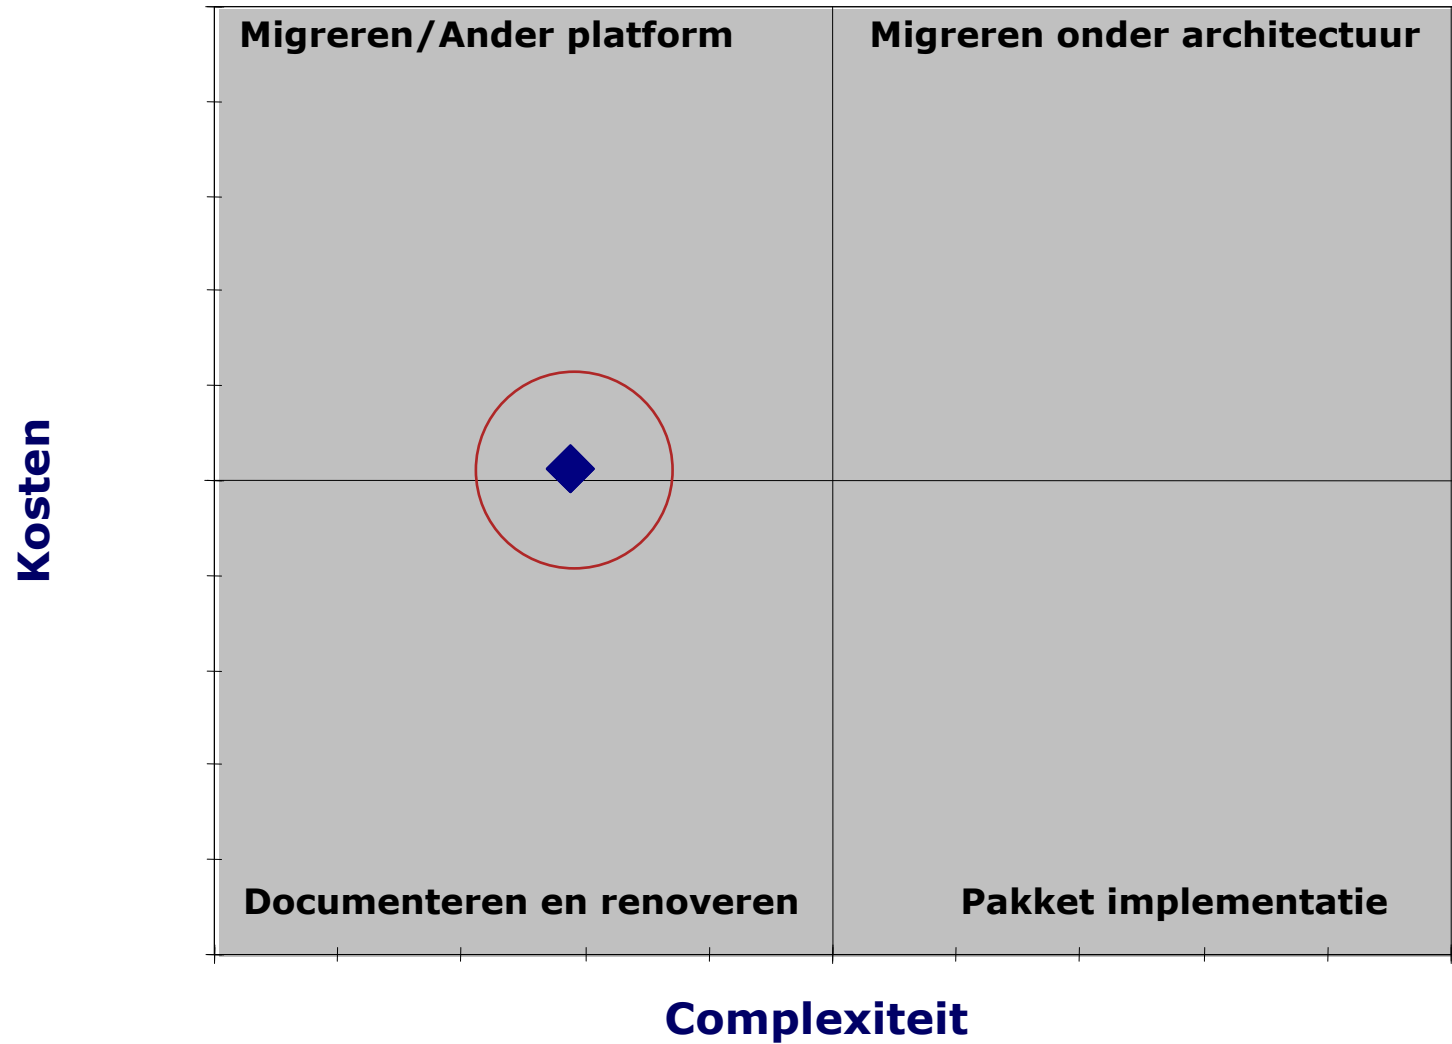 Migreren/Ander platform
Migreren onder architectuur
Kosten
Documenteren en renoveren
Pakket implementatie
Complexiteit